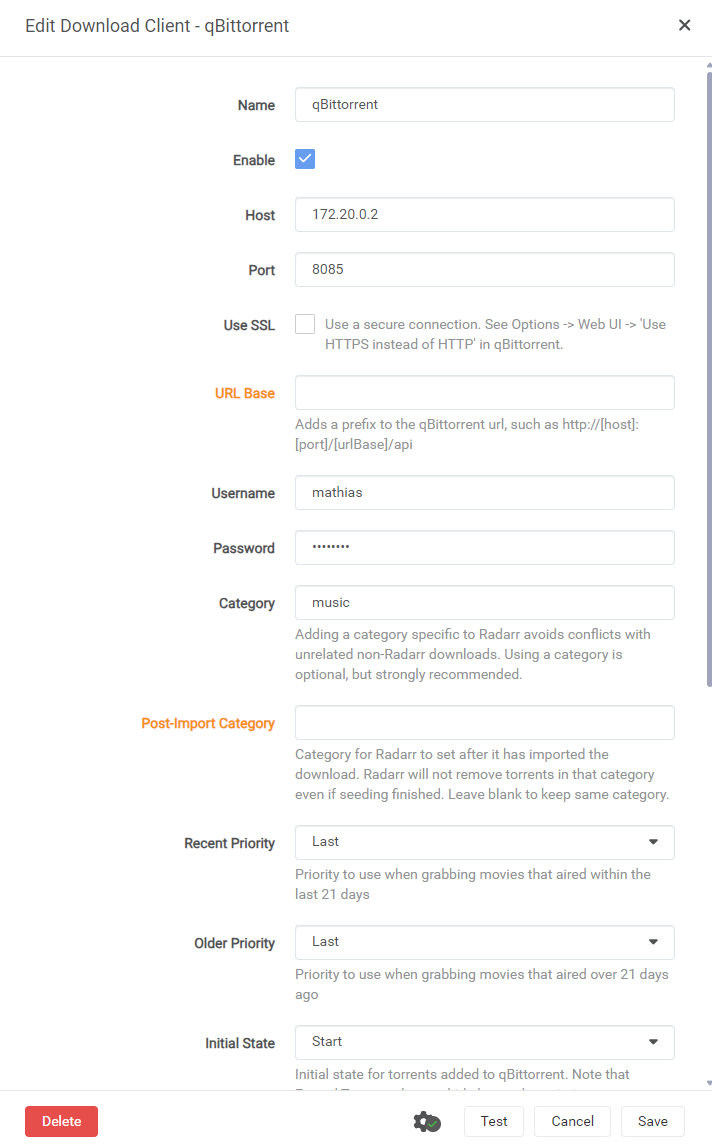 Edit Download Client - qBittorrent
Name
qBittorrent
Enable
Host
172.20.0.2
Port
8085
Use SSL
Use a secure connection. See Options -> Web UI -> 'Use
HTTPS instead of HTTP' in qBittorrent.
URL Base
Adds a prefix to the qBittorrent url, such as http://[host]:
[port]/[urlBase]/api
Username
mathias
Password
••••••••
Category
music
Adding a category specific to Radarr avoids conflicts with
unrelated non-Radarr downloads. Using a category is
optional, but strongly recommended.
Post-Import Category
Category for Radarr to set after it has imported the
download. Radarr will not remove torrents in that category
even if seeding finished. Leave blank to keep same category.
Recent Priority
Last
Priority to use when grabbing movies that aired within the
last 21 days
Older Priority
Last
Priority to use when grabbing movies that aired over 21 days
ago
Initial State
Start
Initial state for torrents added to qBittorrent. Note that
Delete
Test
Cancel
Save